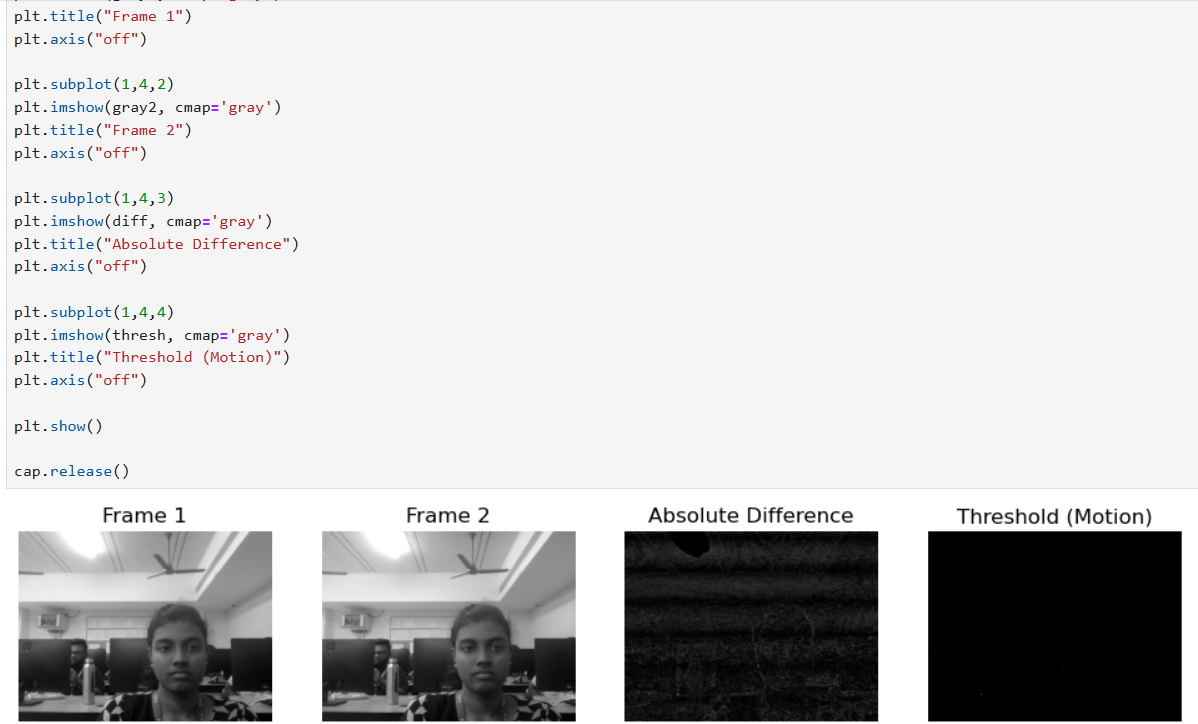 plt.title("Frame 1")
plt.axis("off")
plt.subplot(1,4,2)
plt.imshow(gray2, cmap='gray')
plt.title("Frame 2")
plt.axis("off")
plt.subplot(1,4,3)
plt.imshow(diff, cmap='gray')
plt.title("Absolute Difference")
plt.axis("off")
plt.subplot(1,4,4)
plt.imshow(thresh, cmap='gray')
plt.title("Threshold (Motion)")
plt.axis("off")
plt.show()
cap.release()
Frame 1
Frame 2
Absolute Difference
Threshold (Motion)